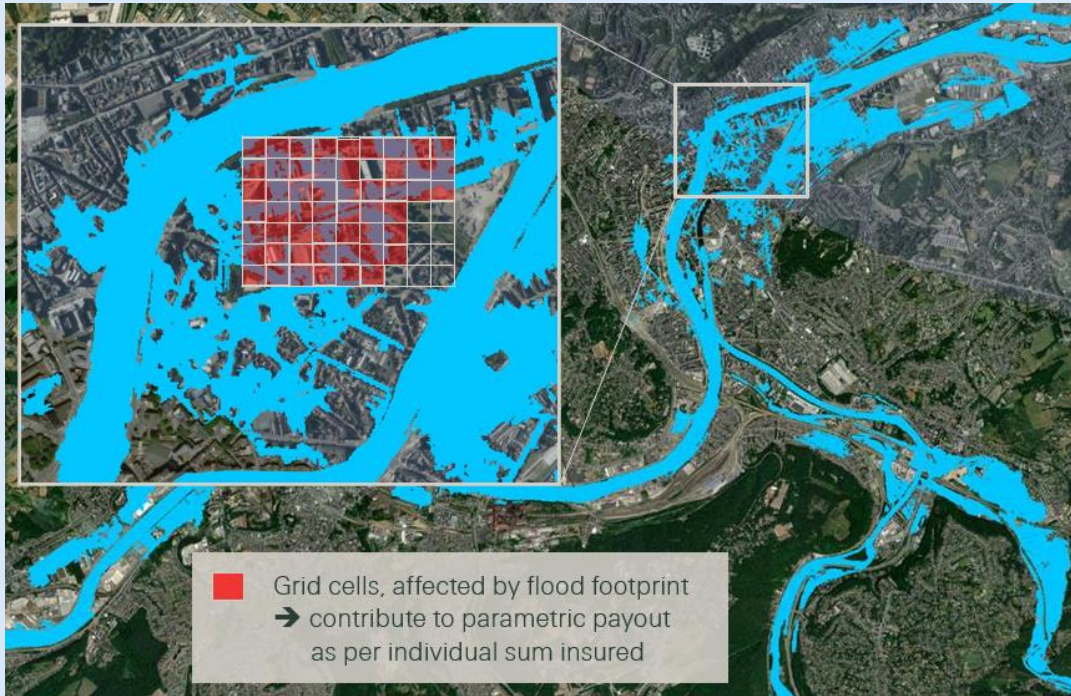 Grid cells, affected by flood footprint
➔ contribute to parametric payout
as per individual sum insured